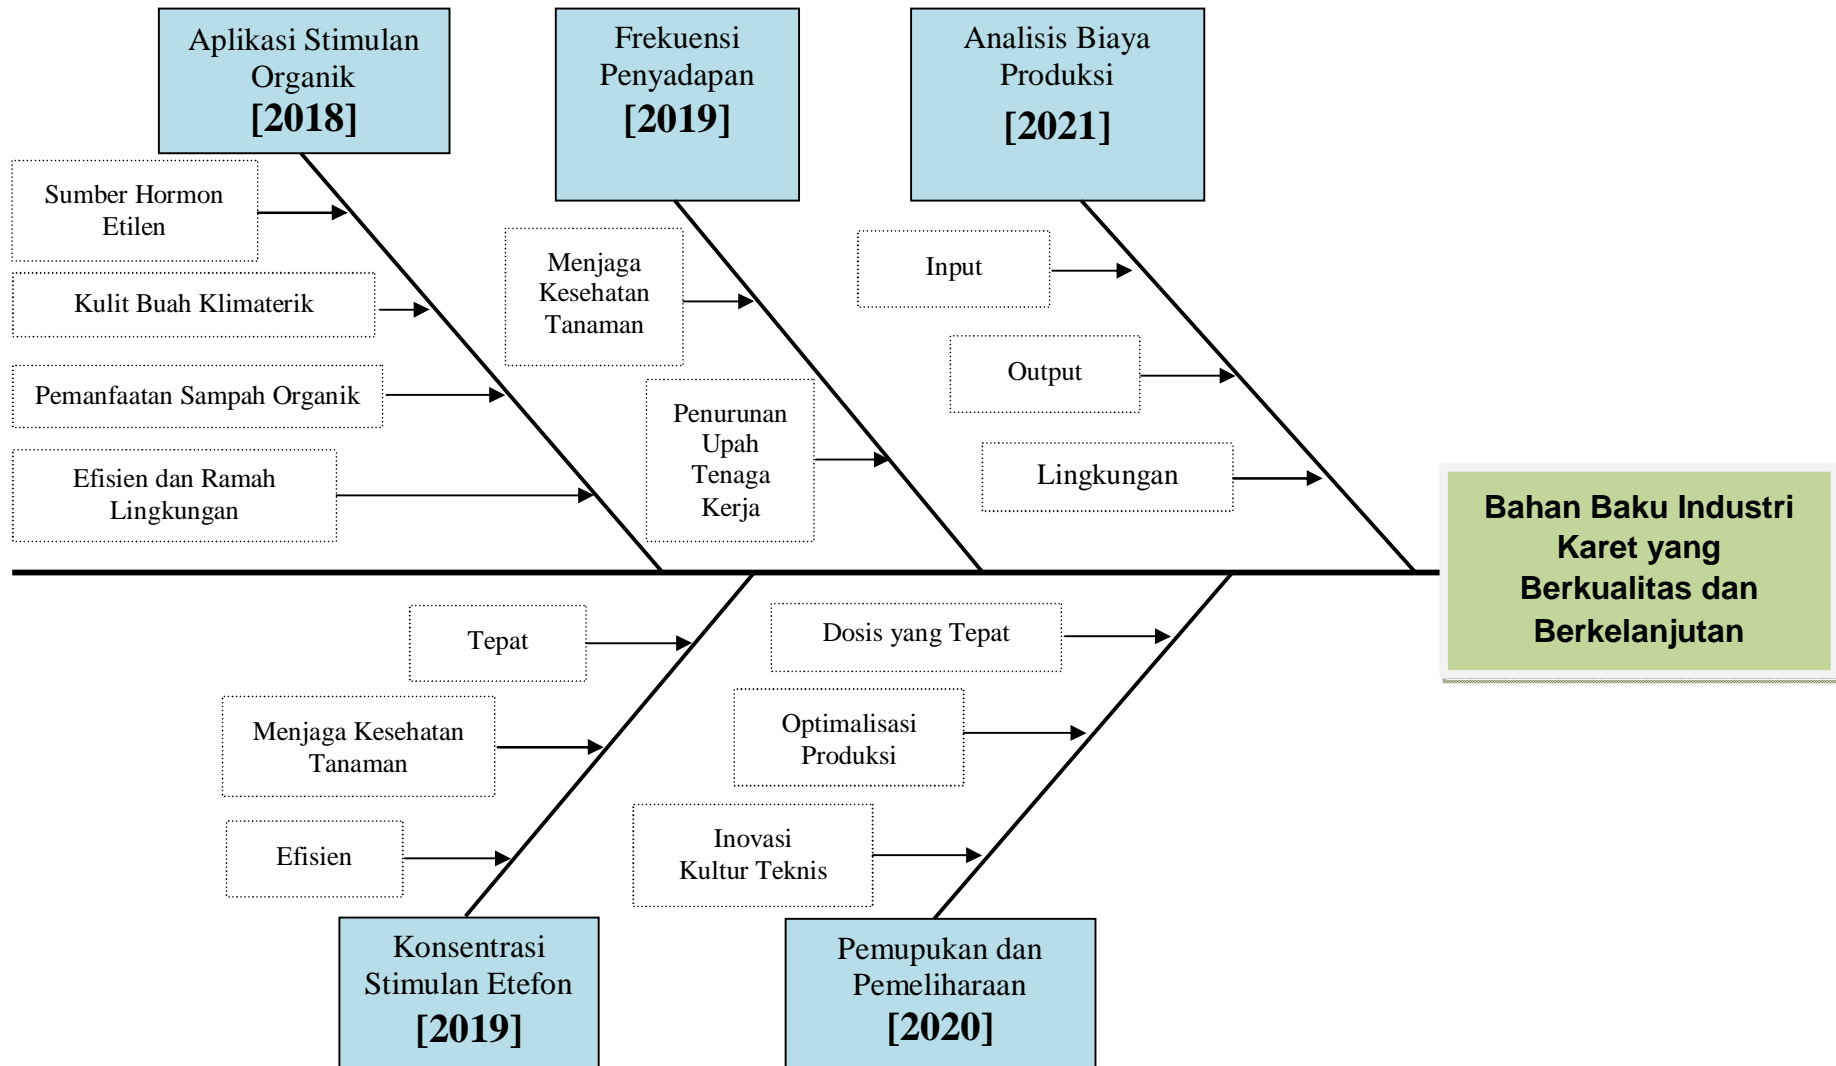 Aplikasi Stimulan
Organik
[2018]
Frekuensi
Penyadapan
[2019]
Analisis Biaya
Produksi
[2021]
Sumber Hormon
Etilen
Kulit Buah Klimaterik
Pemanfaatan Sampah Organik
Efisien dan Ramah
Lingkungan
Menjaga
Kesehatan
Tanaman
Penurunan
Upah
Tenaga
Kerja
Input
Output
Lingkungan
Bahan Baku Industri
Karet yang
Berkualitas dan
Berkelanjutan
Tepat
Menjaga Kesehatan
Tanaman
Efisien
Dosis yang Tepat
Optimalisasi
Produksi
Inovasi
Kultur Teknis
Konsentrasi
Stimulan Etefon
[2019]
Pemupukan dan
Pemeliharaan
[2020]